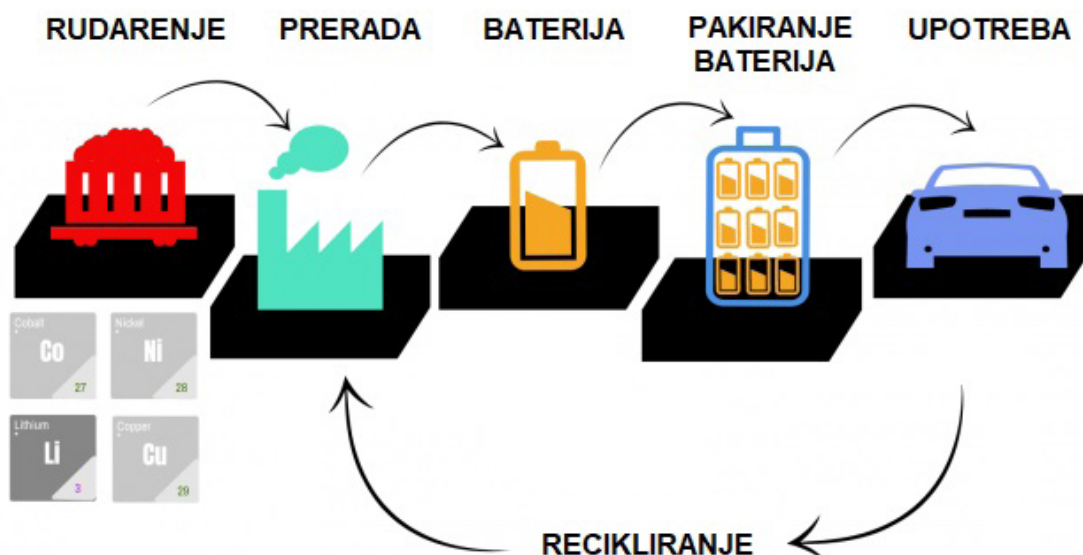 RUDARENJE
PRERADA
BATERIJA
PAKIRANJE
BATERIJA
UPOTREBA
Cobalt
Co
27
Nickel
Ni
28
Lithium
Li
3
Copper
Cu
29
RECIKLIRANJE